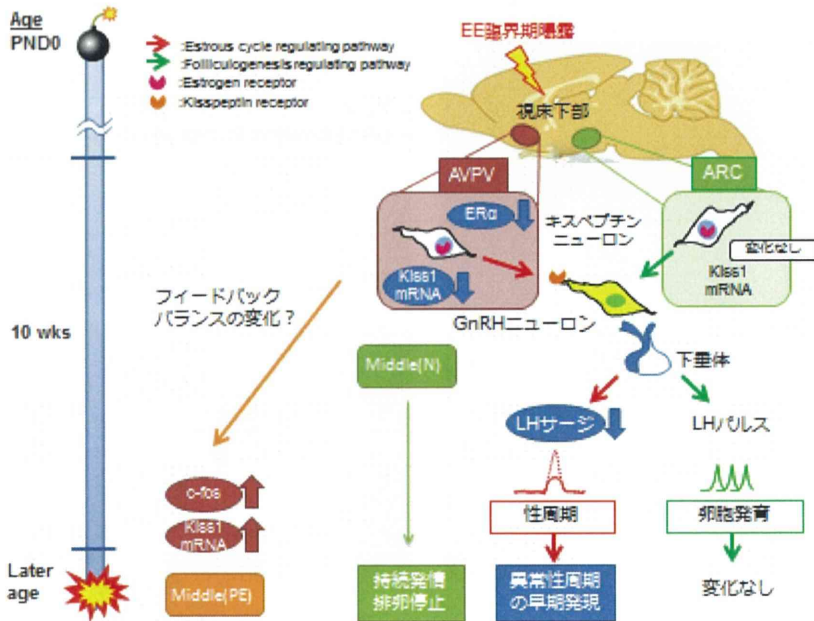 Age
PND0
:Estrous cycle regulating pathway
:Folliculogenesis regulating pathway
:Estrogen receptor
:Kisspeptin receptor
EE臨界期曝露
視床下部
AVPV
ARC
ERα
キスペプチン
ニューロン
変化なし
Kiss1
mRNA
Kiss1
mRNA
フィードバック
バランスの変化？
GnRHニューロン
10 wks
下垂体
Middle(N)
LHサージ
LHパルス
c-fos
Kiss1
mRNA
性周期
卵胞発育
Later
age
Middle(PE)
持続発情
排卵停止
異常性周期
の早期発現
変化なし